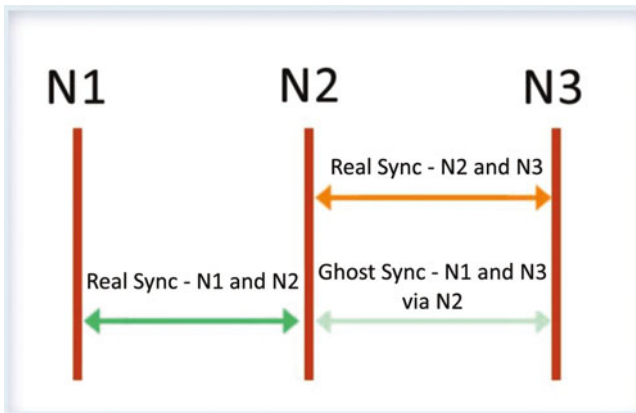 N1 N2 N3
Real Sync - N2 and N3
Real Sync - N1 and N2
Ghost Sync - N1 and N3
via N2